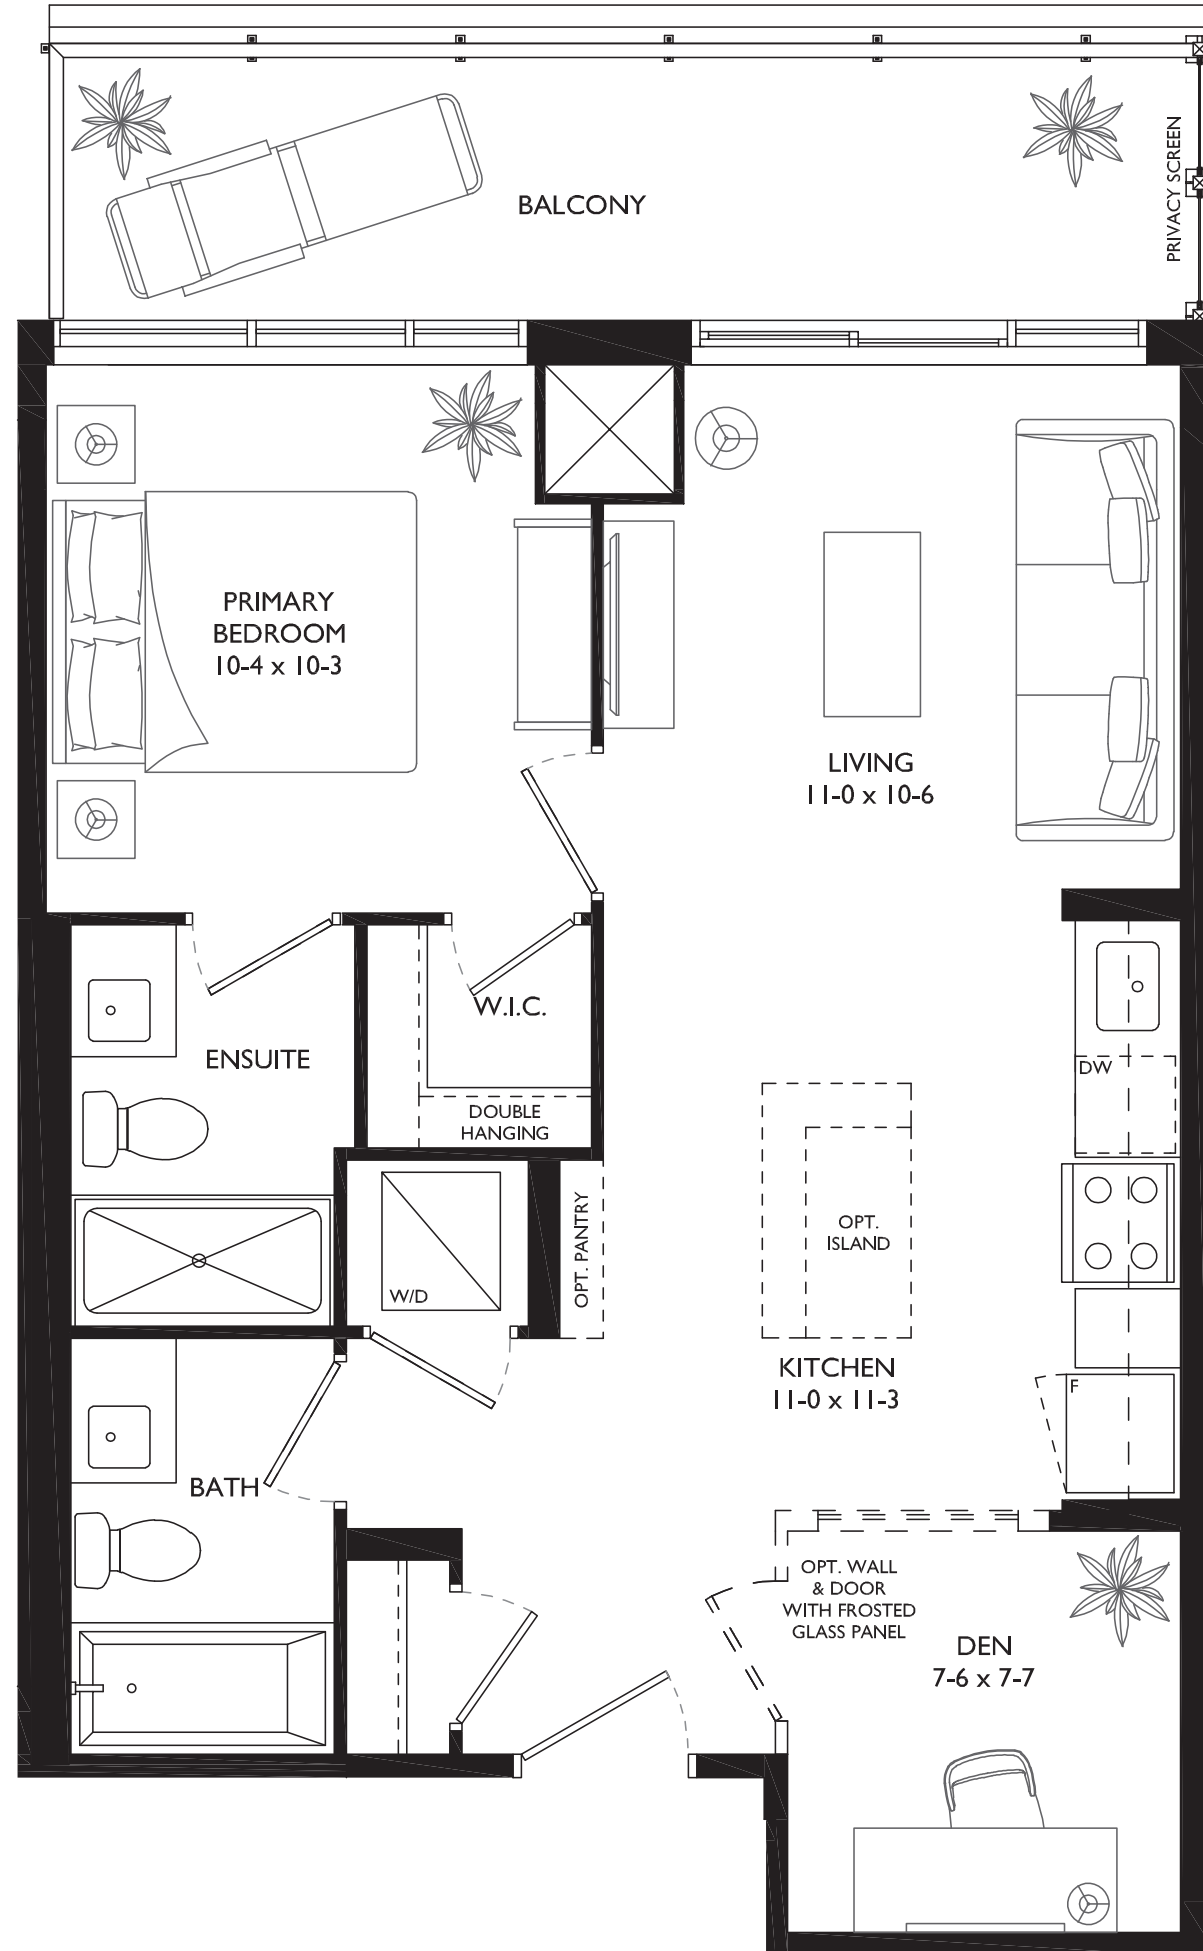 BALCONY
PRIVACY SCREEN
PRIMARY
BEDROOM
10-4 x 10-3
LIVING
11-0 x 10-6
W.I.C.
ENSUITE
DOUBLE
HANGING
DW
OPT. PANTRY
OPT.
ISLAND
W/D
KITCHEN
11-0 x 11-3
F
BATH
OPT. WALL
& DOOR
WITH FROSTED
GLASS PANEL
DEN
7-6 x 7-7